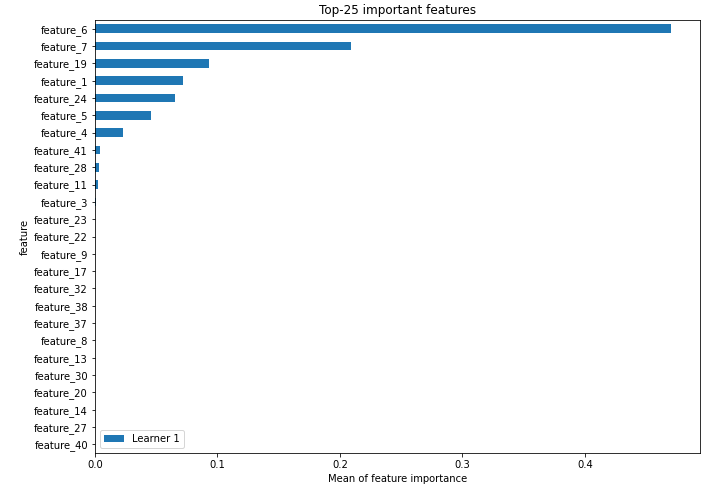 Top-25 important features
feature_6
feature_7
feature_19
feature_1
feature_24
feature_5
feature_4
feature_41
feature_28
feature_11
feature_3
feature_23
feature_22
feature_9
feature_17
feature_32
feature_38
feature_37
feature_8
feature_13
feature_30
feature_20
feature_14
feature_27
feature_40
feature
Learner 1
0.0 0.1 0.2 0.3 0.4
Mean of feature importance